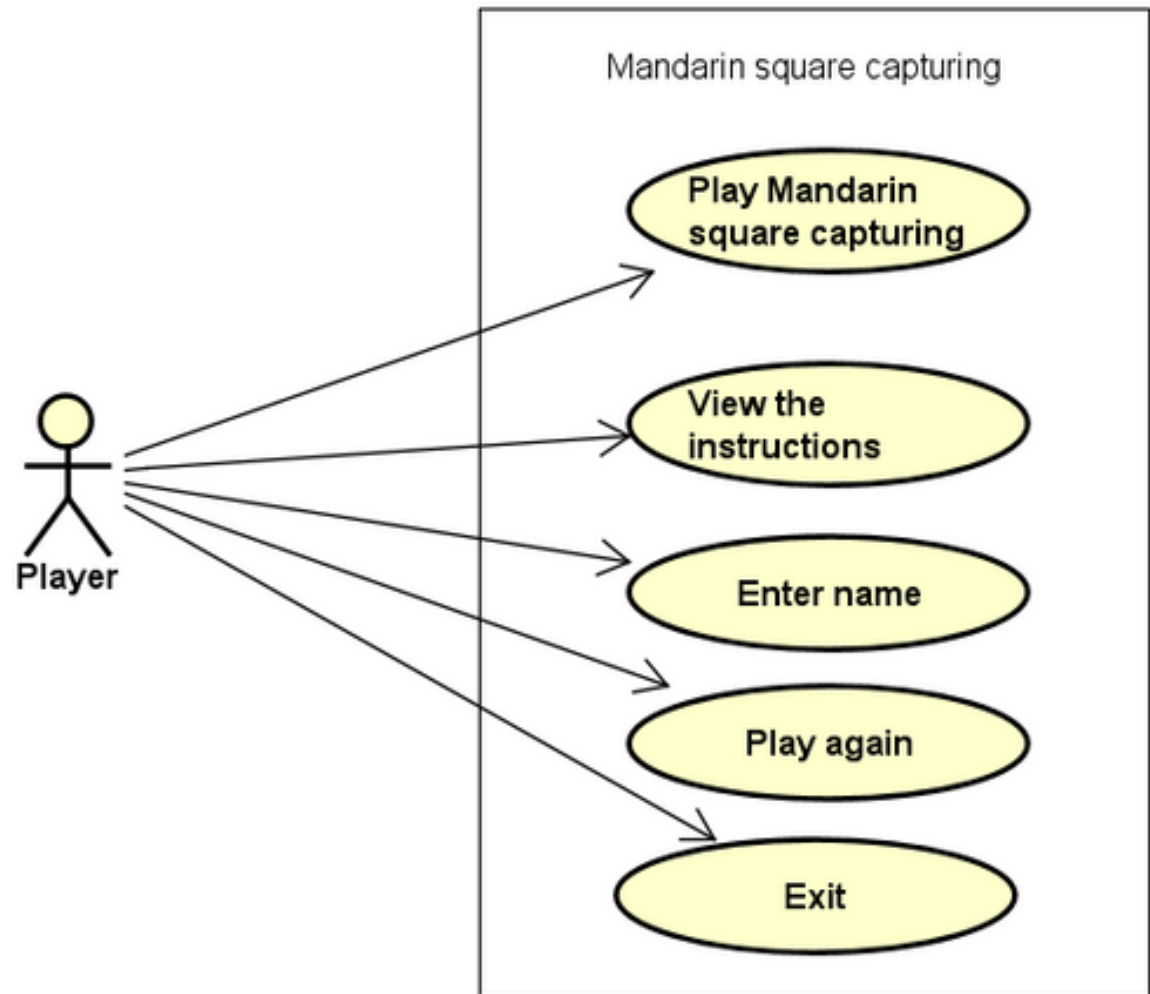 Mandarin square capturing
Play Mandarin
square capturing
View the
instructions
Player
Enter name
Play again
Exit